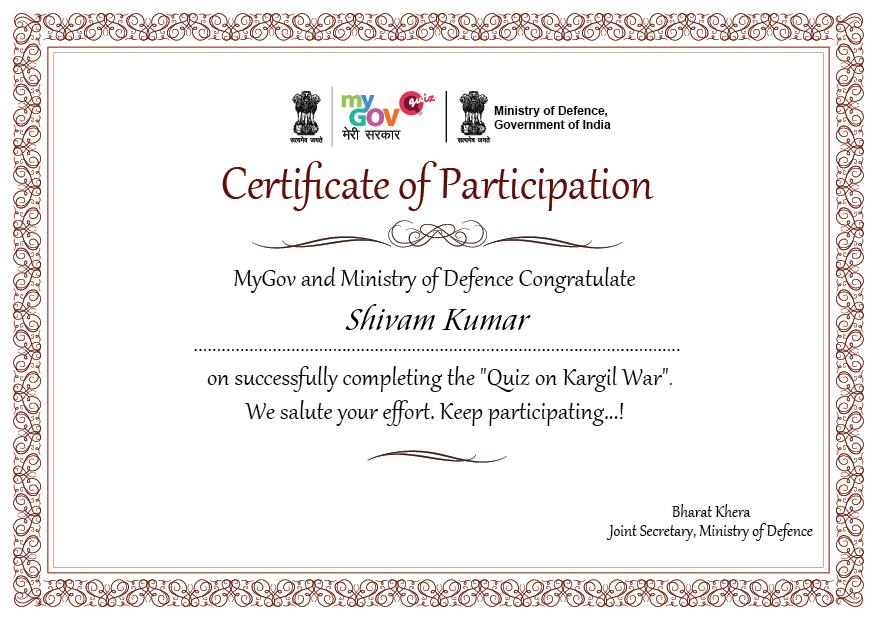 my quiz
GOV
मेरी सरकार
सत्यमेव जयते
सत्यमेव जयते
Ministry of Defence,
Government of India
Certificate of Participation
MyGov and Ministry of Defence Congratulate
Shivam Kumar
................................................................................................................
on successfully completing the "Quiz on Kargil War".
We salute your effort. Keep participating...!
Bharat Khera
Joint Secretary, Ministry of Defence